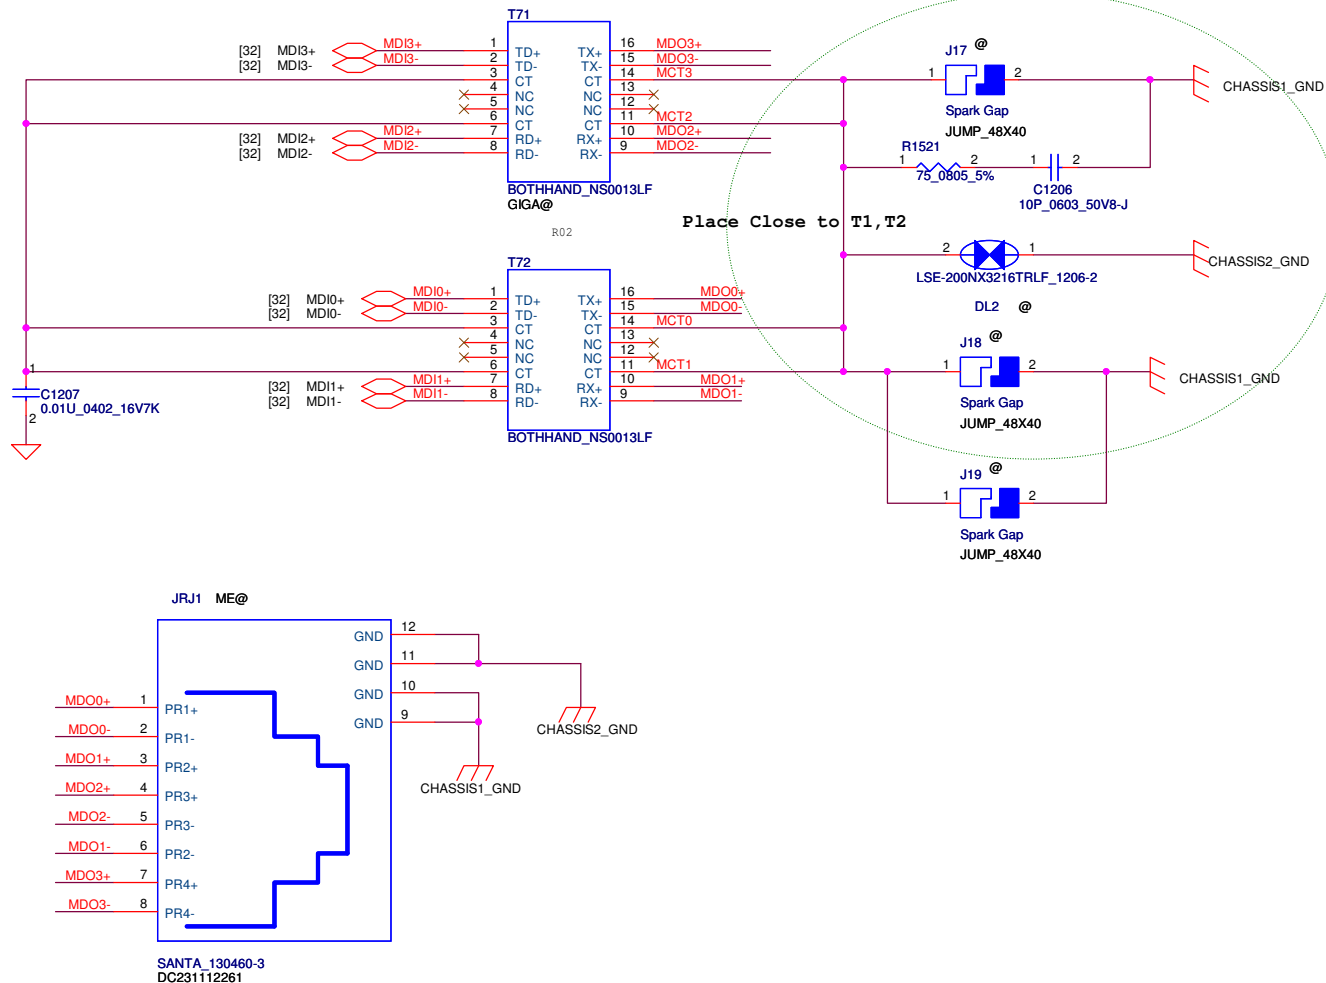 T71
[32] MDI3+ MDI3+ 1 TD+ TX+ 16 MDO3+
[32] MDI3- MDI3- 2 TD- TX- 15 MDO3-
3 CT CT 14 MCT3
4 NC NC 13
5 NC NC 12
6 CT CT 11 MCT2
[32] MDI2+ MDI2+ 7 RD+ RX+ 10 MDO2+
[32] MDI2- MDI2- 8 RD- RX- 9 MDO2-
BOTHHAND_NS0013LF
GIGA@
R02
J17 @
1 2
Spark Gap
JUMP_48X40
CHASSIS1_GND
R1521
1 2
75_0805_5%
1 2
C1206
10P_0603_50V8-J
Place Close to T1,T2
2 1
LSE-200NX3216TRLF_1206-2
CHASSIS2_GND
DL2 @
T72
[32] MDI0+ MDI0+ 1 TD+ TX+ 16 MDO0+
[32] MDI0- MDI0- 2 TD- TX- 15 MDO0-
3 CT CT 14 MCT0
4 NC NC 13
5 NC NC 12
6 CT CT 11 MCT1
[32] MDI1+ MDI1+ 7 RD+ RX+ 10 MDO1+
[32] MDI1- MDI1- 8 RD- RX- 9 MDO1-
BOTHHAND_NS0013LF
1
C1207
0.01U_0402_16V7K
2
J18 @
1 2
Spark Gap
JUMP_48X40
CHASSIS1_GND
J19 @
1 2
Spark Gap
JUMP_48X40
JRJ1 ME@
GND 12
GND 11
GND 10
GND 9
CHASSIS2_GND
CHASSIS1_GND
MDO0+ 1 PR1+
MDO0- 2 PR1-
MDO1+ 3 PR2+
MDO2+ 4 PR3+
MDO2- 5 PR3-
MDO1- 6 PR2-
MDO3+ 7 PR4+
MDO3- 8 PR4-
SANTA_130460-3
DC231112261